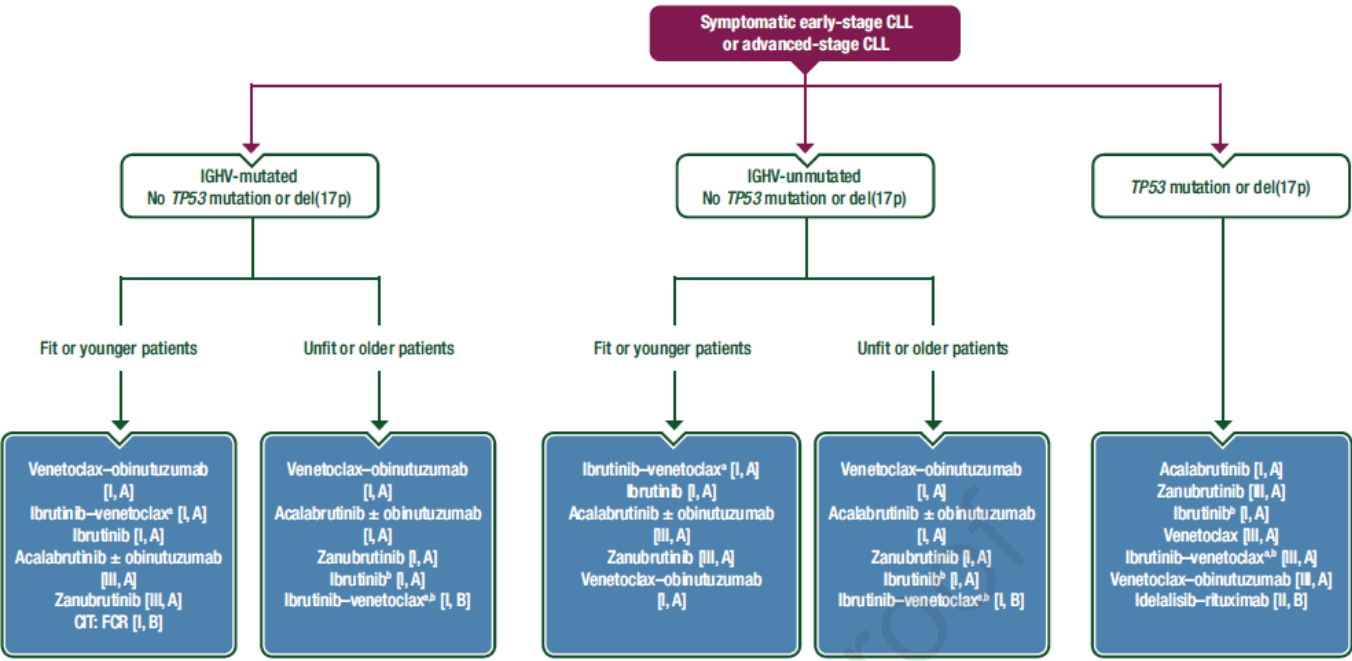 Symptomatic early-stage CLL
or advanced-stage CLL
IGHV-mutated
No TP53 mutation or del(17p)
IGHV-unmutated
No TP53 mutation or del(17p)
TP53 mutation or del(17p)
Fit or younger patients
Unfit or older patients
Fit or younger patients
Unfit or older patients
Venetoclax–obinutuzumab
[I, A]
Ibrutinib–venetoclaxᵃ [I, A]
Ibrutinib [I, A]
Acalabrutinib ± obinutuzumab
[III, A]
Zanubrutinib [III, A]
CIT: FCR [I, B]
Venetoclax–obinutuzumab
[I, A]
Acalabrutinib ± obinutuzumab
[I, A]
Zanubrutinib [I, A]
Ibrutinibᵇ [I, A]
Ibrutinib–venetoclaxᵃ,ᵇ [I, B]
Ibrutinib–venetoclaxᵃ [I, A]
Ibrutinib [I, A]
Acalabrutinib ± obinutuzumab
[III, A]
Zanubrutinib [III, A]
Venetoclax–obinutuzumab
[I, A]
Venetoclax–obinutuzumab
[I, A]
Acalabrutinib ± obinutuzumab
[I, A]
Zanubrutinib [I, A]
Ibrutinibᵇ [I, A]
Ibrutinib–venetoclaxᵃ,ᵇ [I, B]
Acalabrutinib [I, A]
Zanubrutinib [III, A]
Ibrutinibᵇ [I, A]
Venetoclax [III, A]
Ibrutinib–venetoclaxᵃ,ᵇ [III, A]
Venetoclax–obinutuzumab [III, A]
Idelalisib–rituximab [II, B]
roof